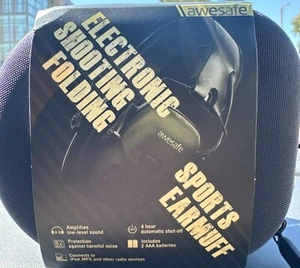 awesafe
ELECTRONIC
SHOOTING
FOLDING
awesafe
SPORTS
EARMUFF
Amplifies
low-level sound
4 hour
automatic shut-off
Protection
against harmful noise
includes
2 AAA batteries
Connects to
iPod, MP3, and other radio devices